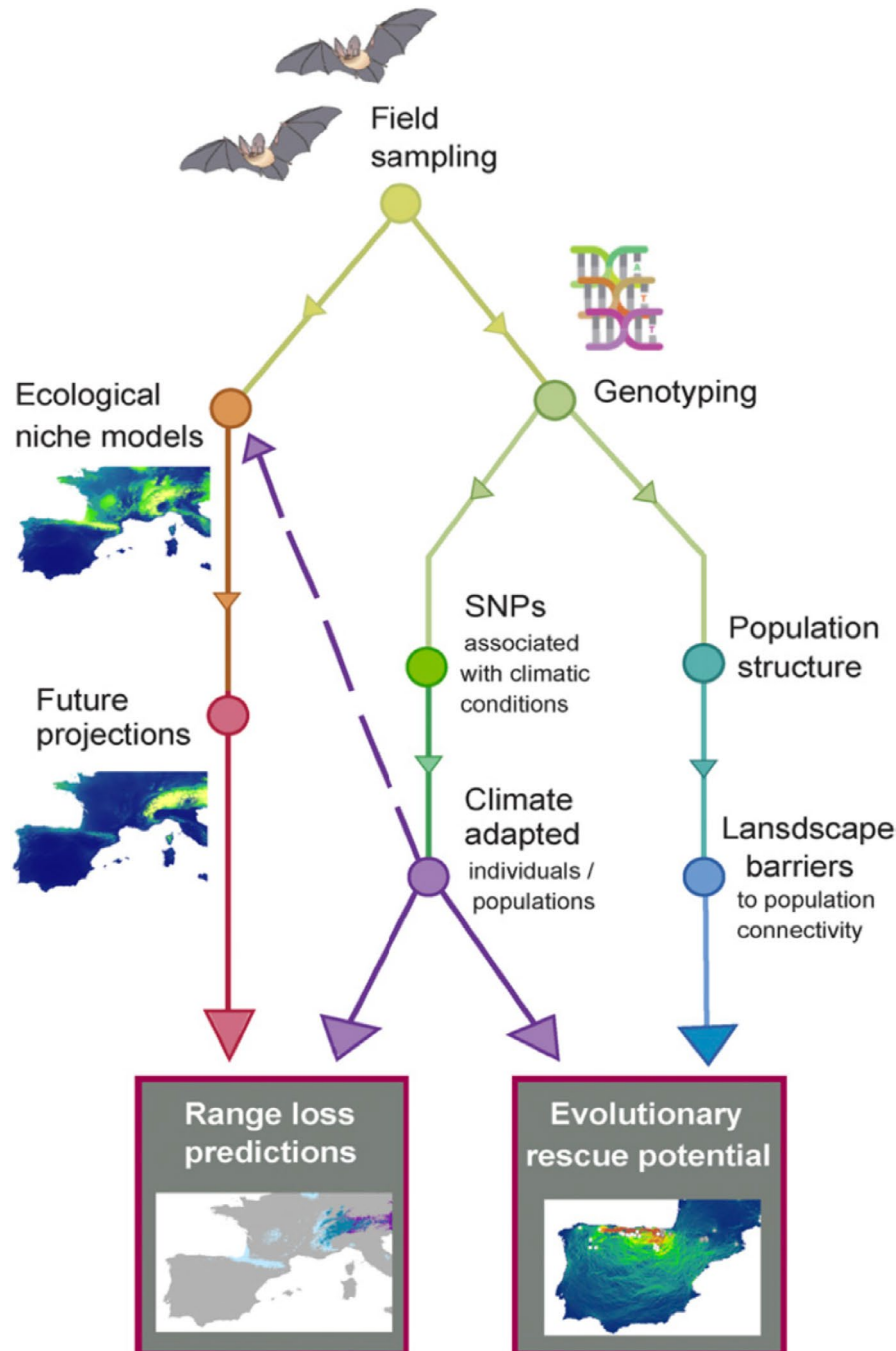 Field
sampling
Genotyping
Ecological
niche models
SNPs
associated
with climatic
conditions
Population
structure
Future
projections
Climate
adapted
individuals /
populations
Lansdscape
barriers
to population
connectivity
Range loss
predictions
Evolutionary
rescue potential
A
T
T